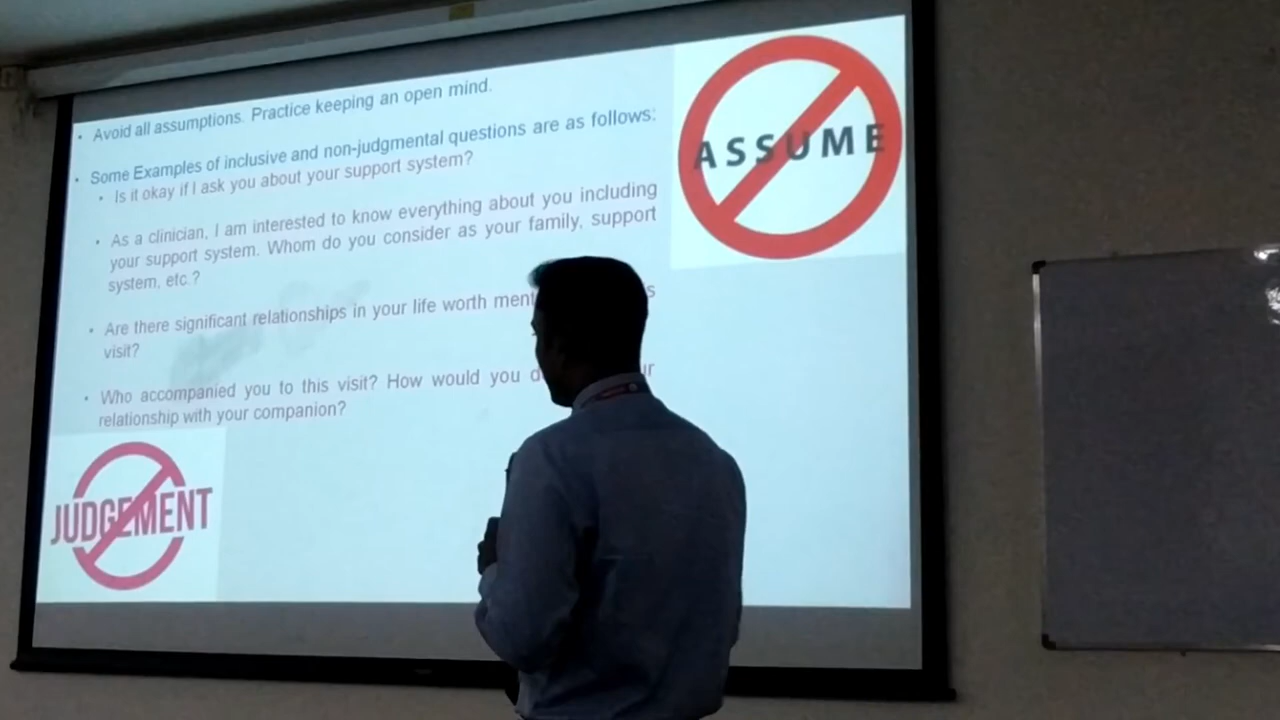 Avoid all assumptions. Practice keeping an open mind.
Some Examples of inclusive and non-judgmental questions are as follows:
Is it okay if I ask you about your support system?
As a clinician, I am interested to know everything about you including
your support system. Whom do you consider as your family, support
system, etc.?
Are there significant relationships in your life worth
visit?
Who accompanied you to this visit? How would you
relationship with your companion?
ASSUME
JUDGEMENT